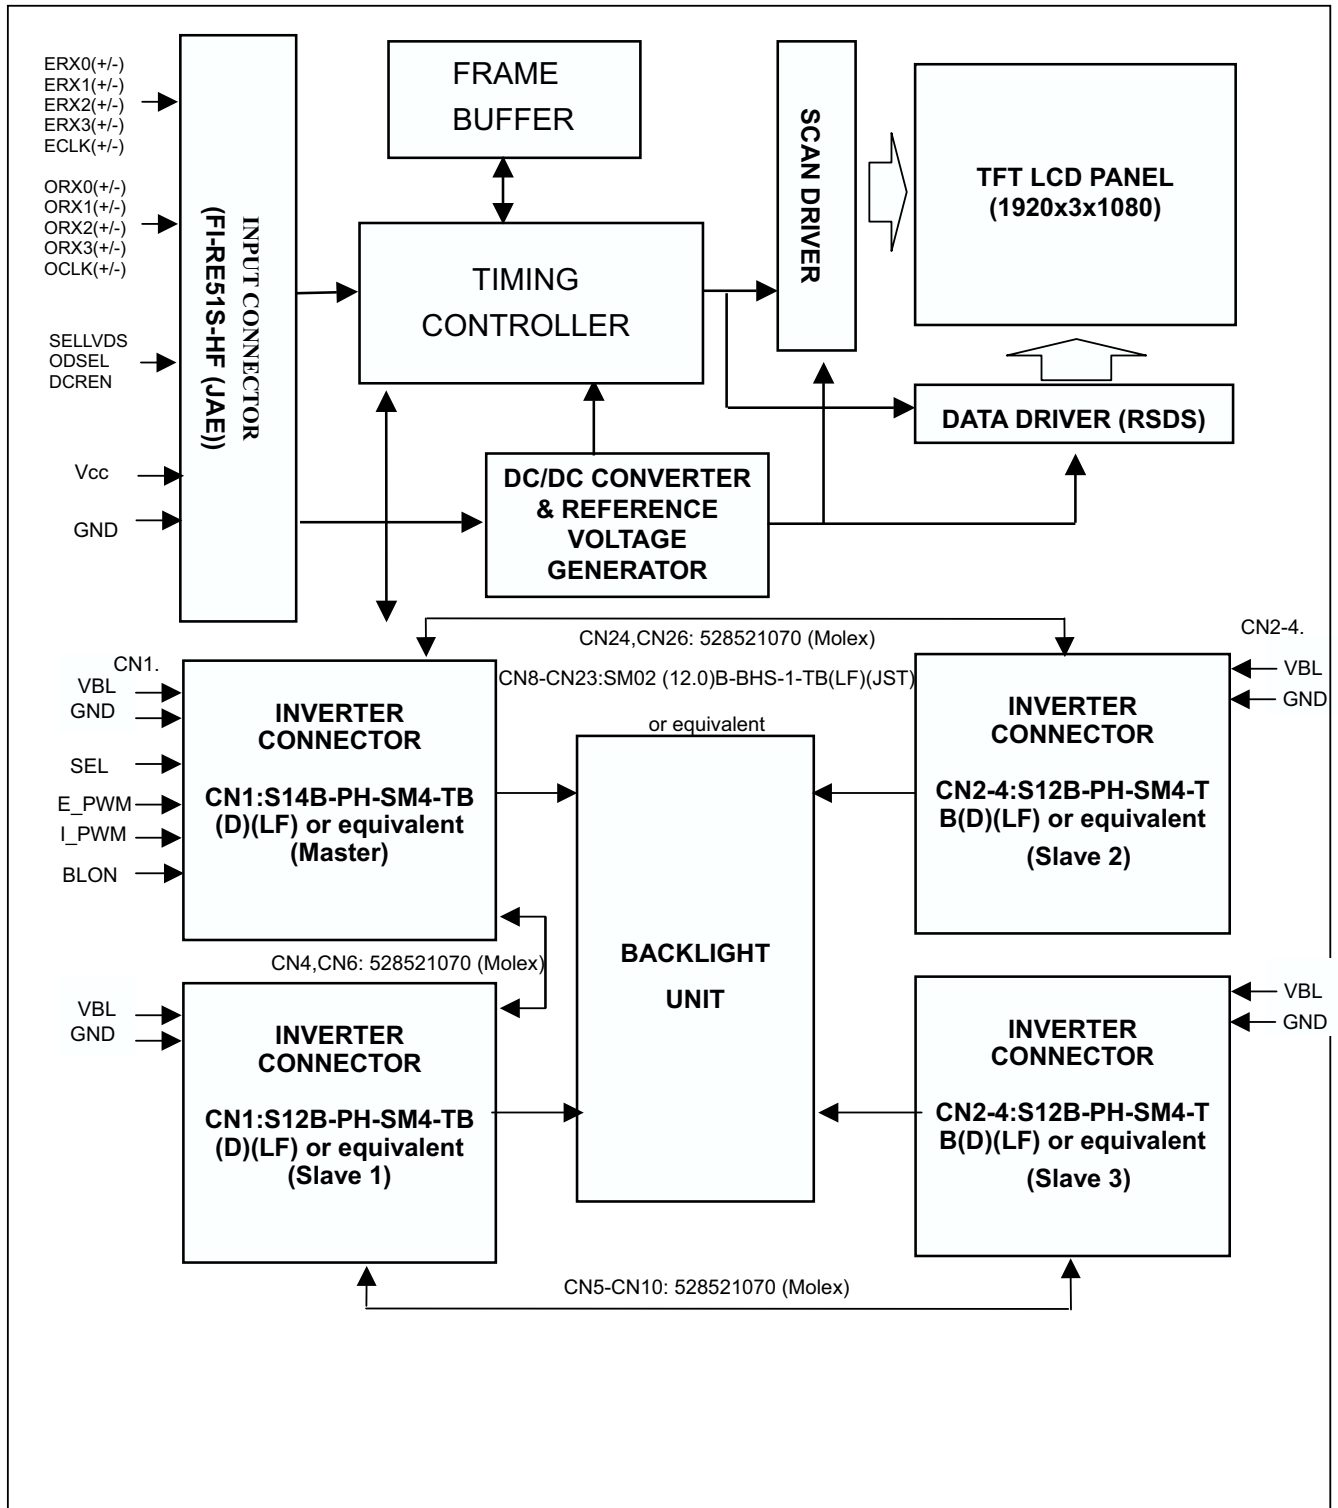 ERX0(+/-)
ERX1(+/-)
ERX2(+/-)
ERX3(+/-)
ECLK(+/-)
ORX0(+/-)
ORX1(+/-)
ORX2(+/-)
ORX3(+/-)
OCLK(+/-)
SELLVDS
ODSEL
DCREN
Vcc
GND
INPUT CONNECTOR
(FI-RE51S-HF (JAE))
FRAME
BUFFER
TIMING
CONTROLLER
SCAN DRIVER
TFT LCD PANEL
(1920x3x1080)
DATA DRIVER (RSDS)
DC/DC CONVERTER
& REFERENCE
VOLTAGE
GENERATOR
CN24,CN26: 528521070 (Molex)
CN8-CN23:SM02 (12.0)B-BHS-1-TB(LF)(JST)
or equivalent
CN1.
VBL
GND
SEL
E_PWM
I_PWM
BLON
INVERTER
CONNECTOR
CN1:S14B-PH-SM4-TB
(D)(LF) or equivalent
(Master)
CN2-4.
VBL
GND
INVERTER
CONNECTOR
CN2-4:S12B-PH-SM4-T
B(D)(LF) or equivalent
(Slave 2)
BACKLIGHT
UNIT
CN4,CN6: 528521070 (Molex)
VBL
GND
INVERTER
CONNECTOR
CN1:S12B-PH-SM4-TB
(D)(LF) or equivalent
(Slave 1)
VBL
GND
INVERTER
CONNECTOR
CN2-4:S12B-PH-SM4-T
B(D)(LF) or equivalent
(Slave 3)
CN5-CN10: 528521070 (Molex)